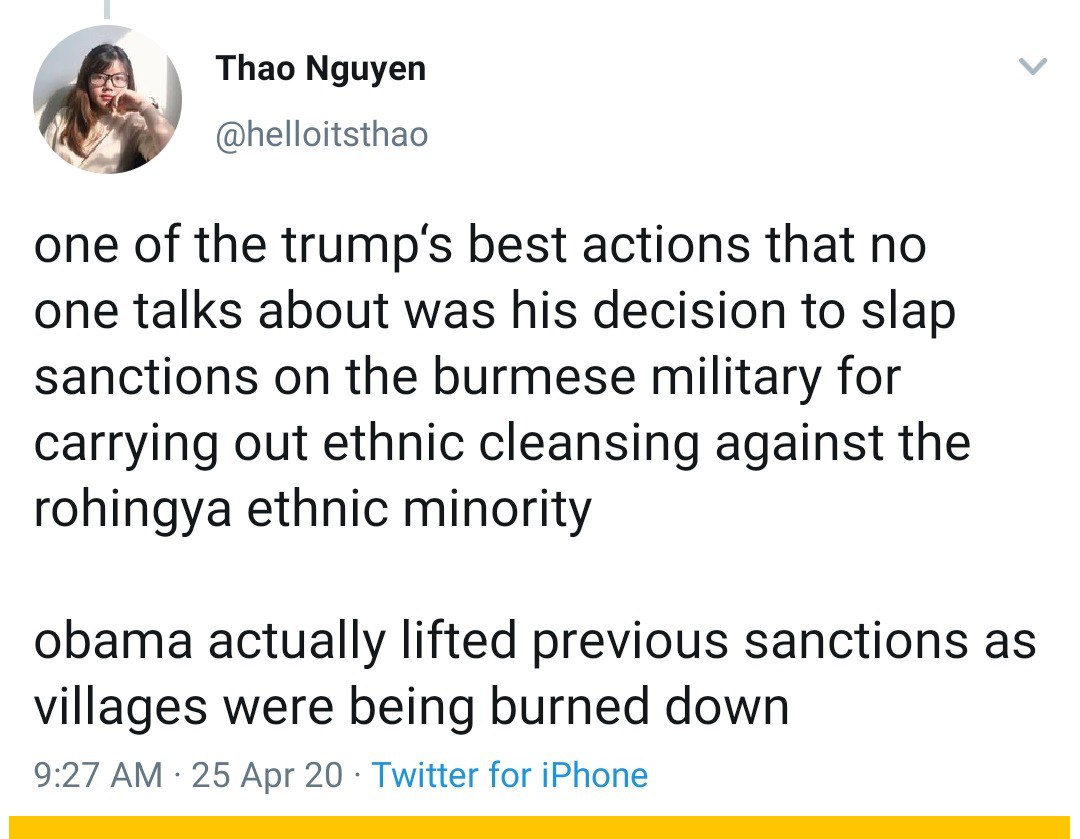 Thao Nguyen
@helloitsthao
one of the trump‘s best actions that no
one talks about was his decision to slap
sanctions on the burmese military for
carrying out ethnic cleansing against the
rohingya ethnic minority
obama actually lifted previous sanctions as
villages were being burned down
9:27 AM · 25 Apr 20 · Twitter for iPhone